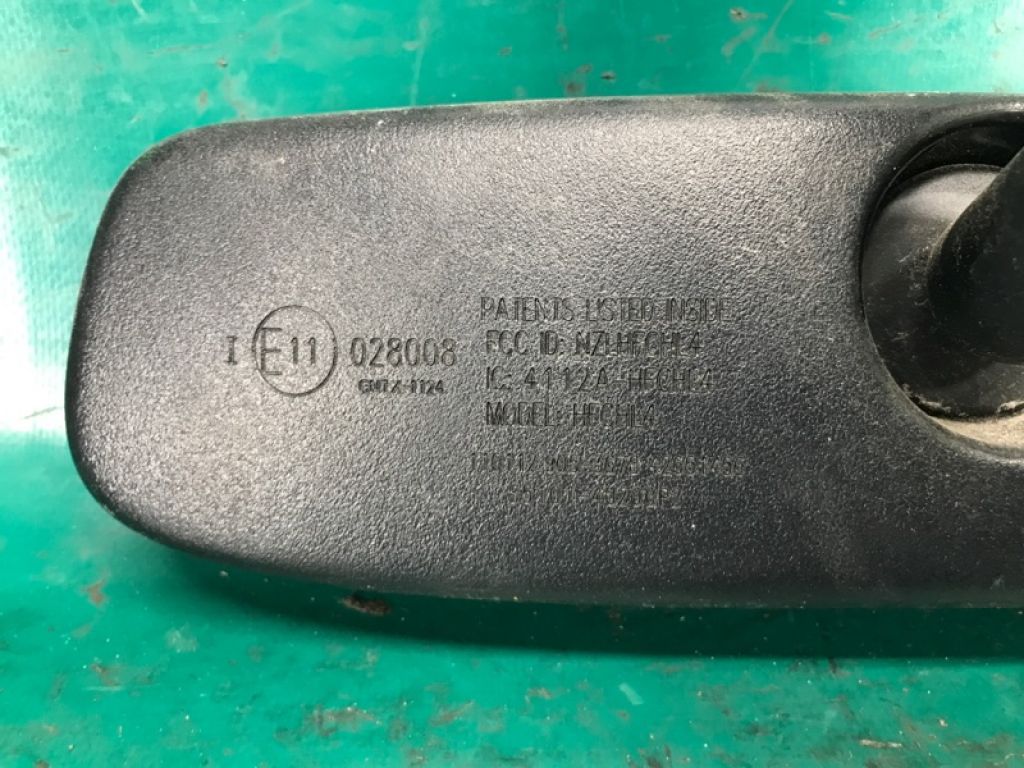 I E11 028008
GNTX-1124
PATENTS LISTED INSIDE
FCC ID: NZLHFCHL4
IC: 4112A-HFCHL4
MODEL: HFCHL4